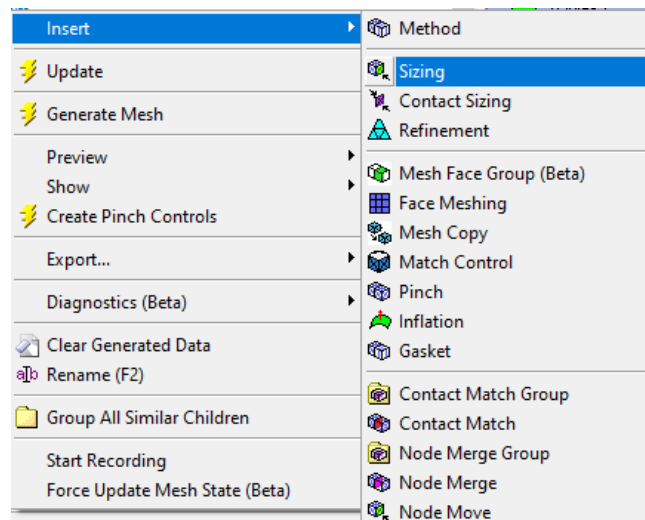 Insert
Update
Generate Mesh
Preview
Show
Create Pinch Controls
Export...
Diagnostics (Beta)
Clear Generated Data
Rename (F2)
Group All Similar Children
Start Recording
Force Update Mesh State (Beta)
Method
Sizing
Contact Sizing
Refinement
Mesh Face Group (Beta)
Face Meshing
Mesh Copy
Match Control
Pinch
Inflation
Gasket
Contact Match Group
Contact Match
Node Merge Group
Node Merge
Node Move